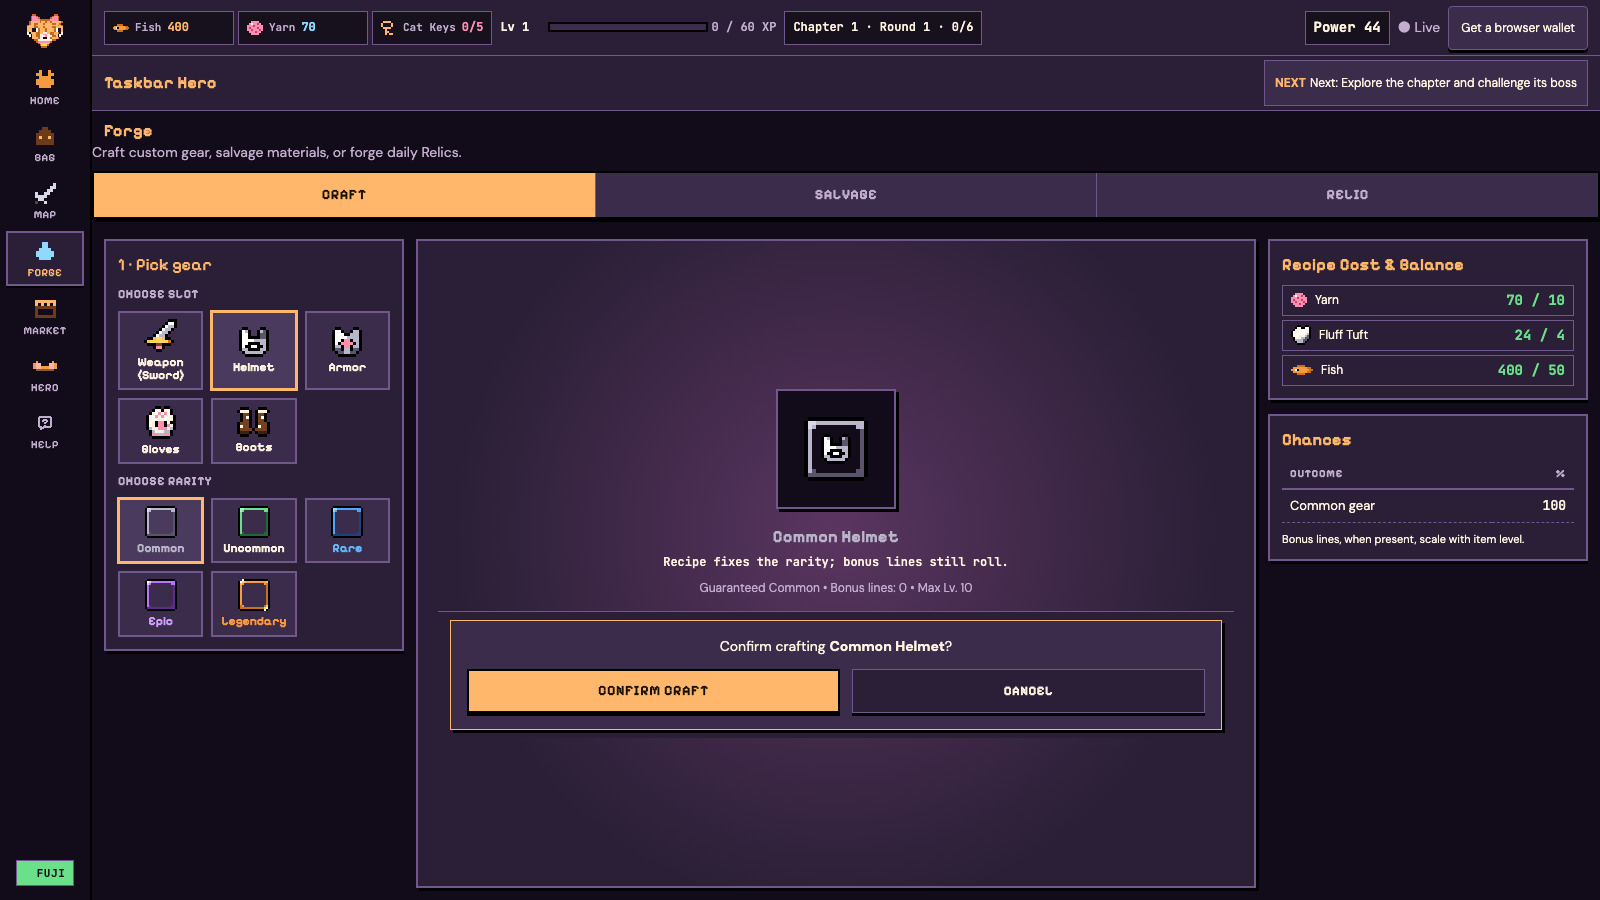 Fish 400
Yarn 70
Cat Keys 0/5
Lv 1
0 / 60 XP
Chapter 1 · Round 1 · 0/6
Power 44
Live
Get a browser wallet
HOME
BAG
MAP
FORGE
MARKET
HERO
HELP
FUJI
Taskbar Hero
NEXT Next: Explore the chapter and challenge its boss
Forge
Craft custom gear, salvage materials, or forge daily Relics.
CRAFT
SALVAGE
RELIC
1 · Pick gear
CHOOSE SLOT
Weapon
(Sword)
Helmet
Armor
Gloves
Boots
CHOOSE RARITY
Common
Uncommon
Rare
Epic
Legendary
Common Helmet
Recipe fixes the rarity; bonus lines still roll.
Guaranteed Common • Bonus lines: 0 • Max Lv. 10
Confirm crafting Common Helmet?
CONFIRM CRAFT
CANCEL
Recipe Cost & Balance
Yarn 70 / 10
Fluff Tuft 24 / 4
Fish 400 / 50
Chances
OUTCOME %
Common gear 100
Bonus lines, when present, scale with item level.